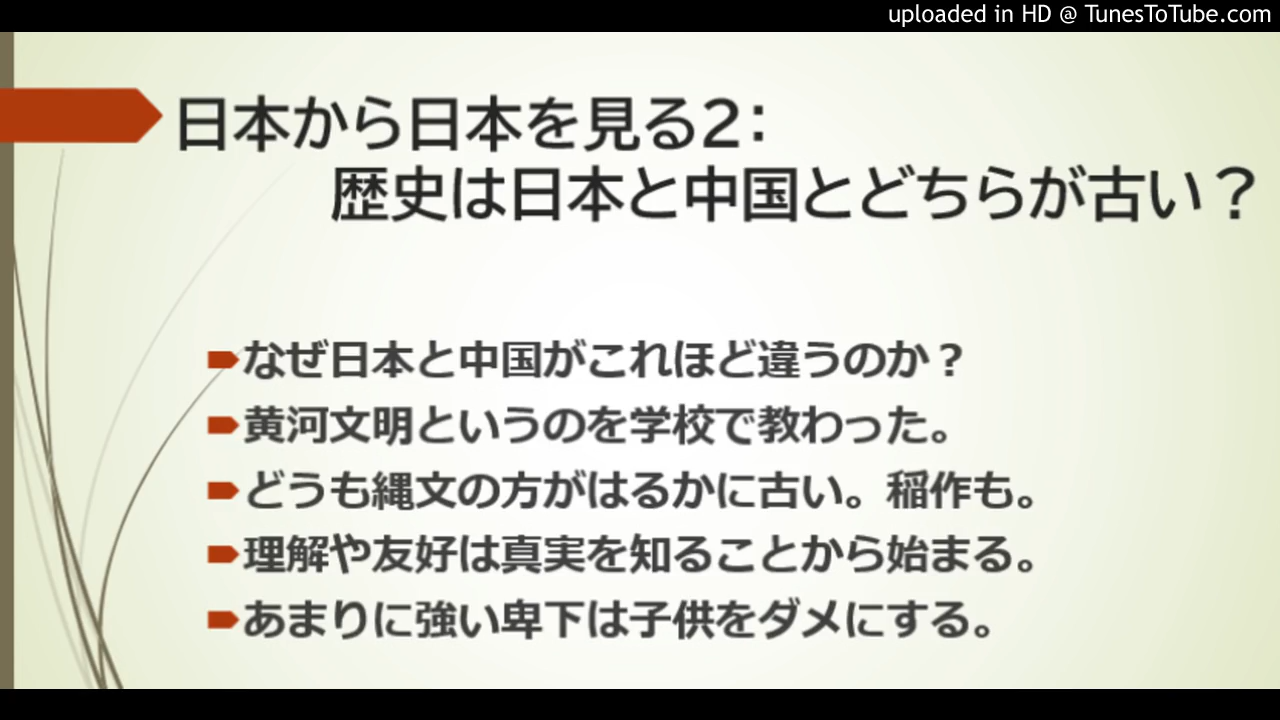 uploaded in HD @ TunesToTube.com
日本から日本を見る2：
歴史は日本と中国とどちらが古い？
なぜ日本と中国がこれほど違うのか？
黄河文明というのを学校で教わった。
どうも縄文の方がはるかに古い。稲作も。
理解や友好は真実を知ることから始まる。
あまりに強い卑下は子供をダメにする。